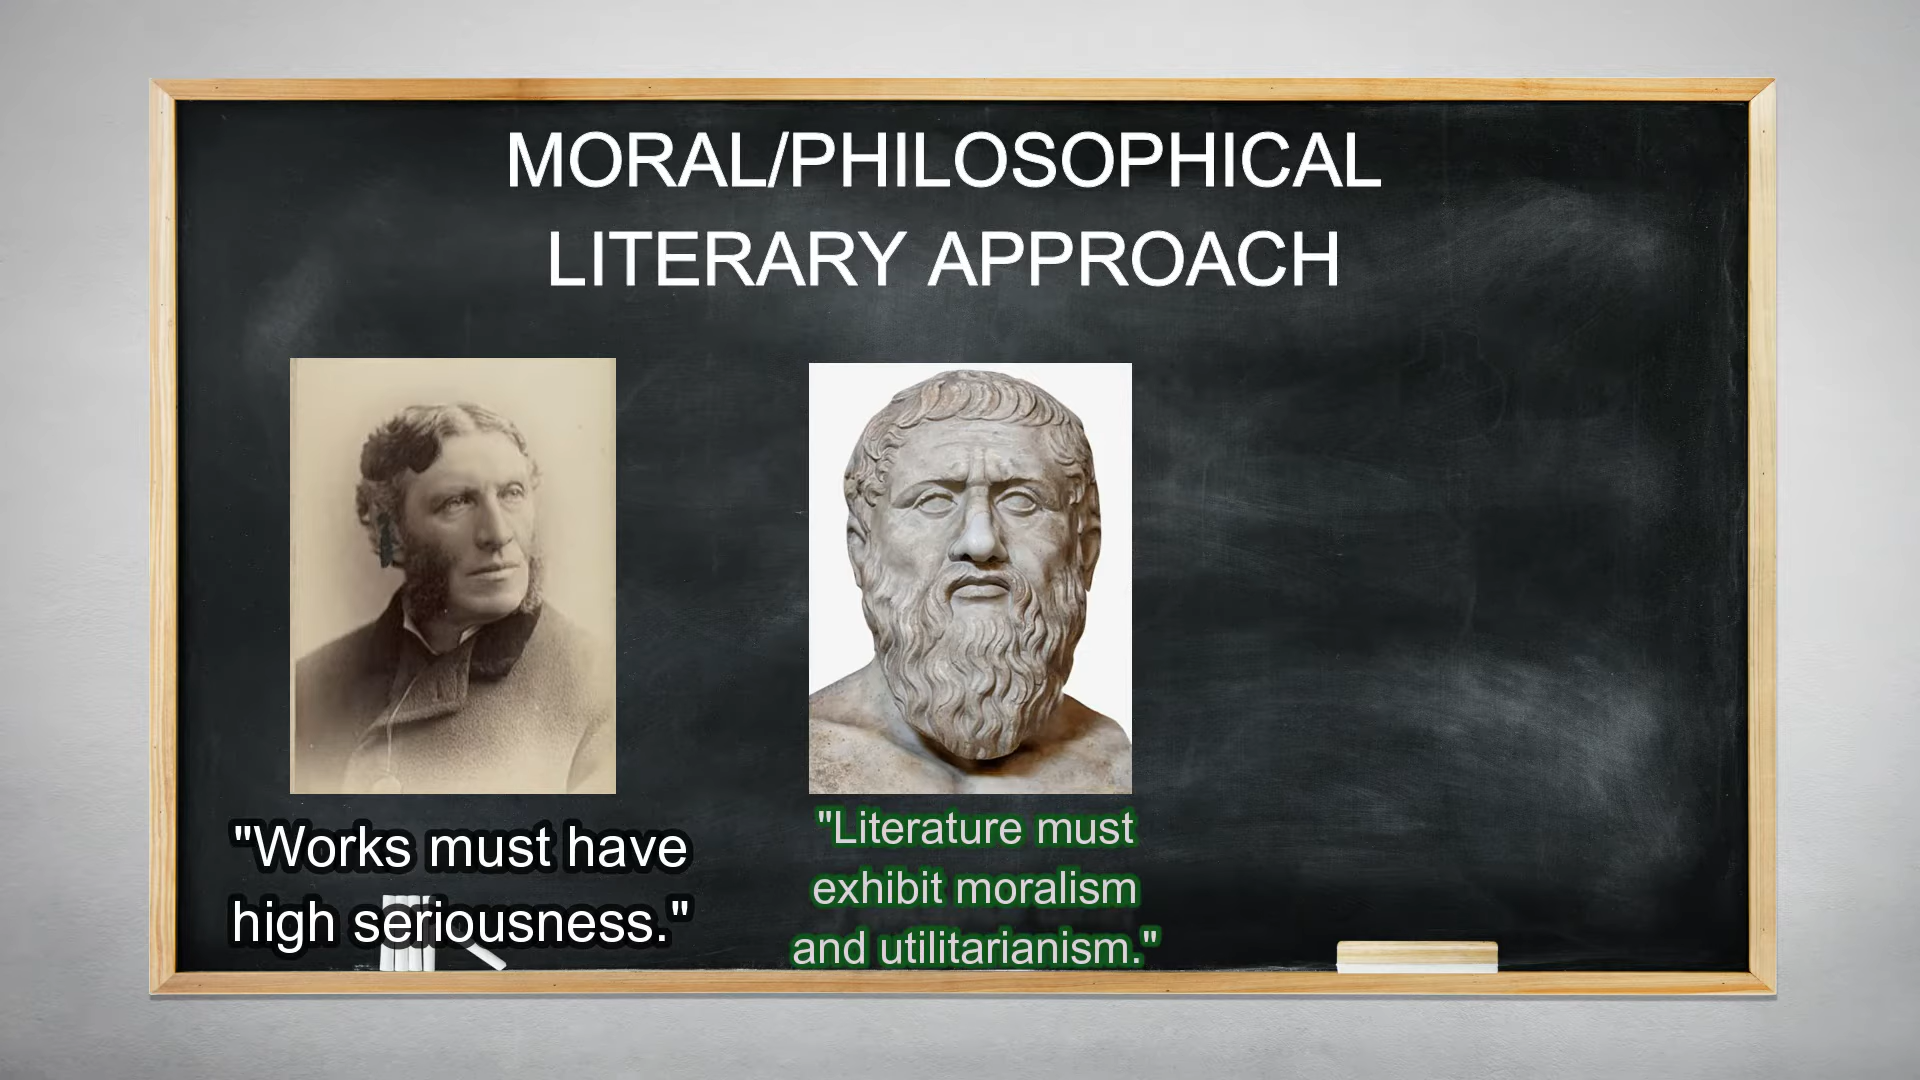 MORAL/PHILOSOPHICAL
LITERARY APPROACH
"Works must have
high seriousness."
"Literature must
exhibit moralism
and utilitarianism."